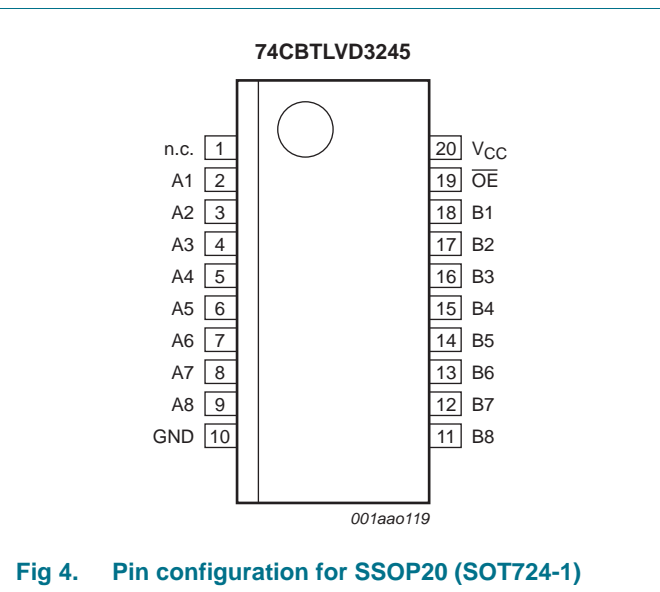 74CBTLVD3245
n.c. 1 20 VCC
A1 2 19 O̅E̅
A2 3 18 B1
A3 4 17 B2
A4 5 16 B3
A5 6 15 B4
A6 7 14 B5
A7 8 13 B6
A8 9 12 B7
GND 10 11 B8
001aao119
Fig 4. Pin configuration for SSOP20 (SOT724-1)